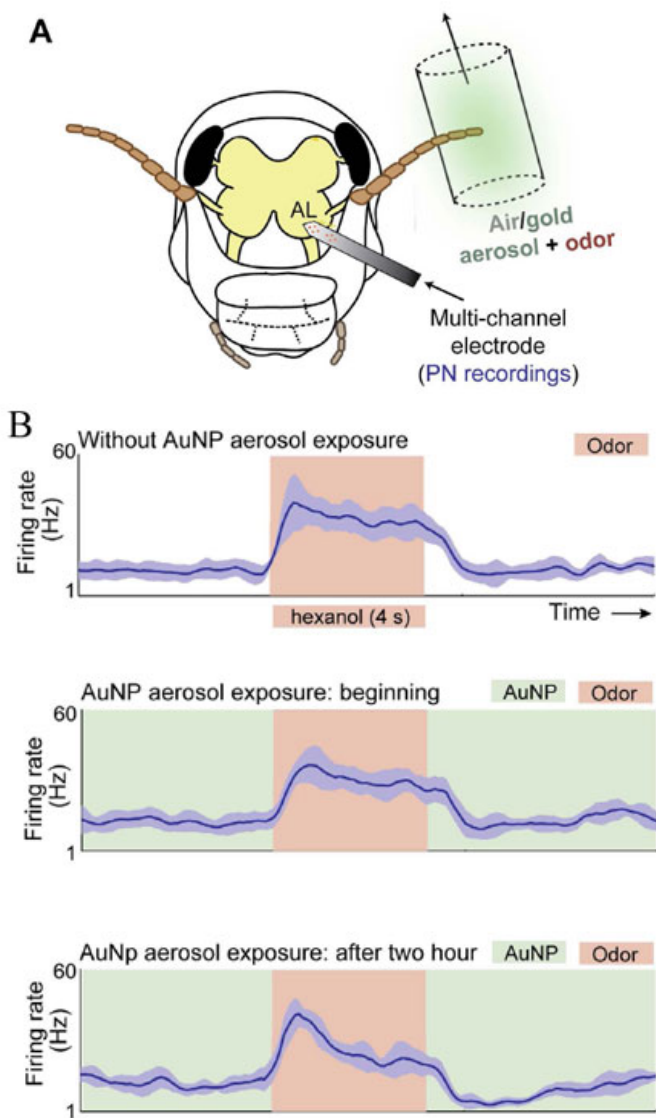 A
AL
Air/gold
aerosol + odor
Multi-channel
electrode
(PN recordings)
B
Without AuNP aerosol exposure
Odor
60
Firing rate
(Hz)
1
hexanol (4 s)
Time
AuNP aerosol exposure: beginning
AuNP
Odor
60
Firing rate
(Hz)
1
AuNp aerosol exposure: after two hour
AuNP
Odor
60
Firing rate
(Hz)
1